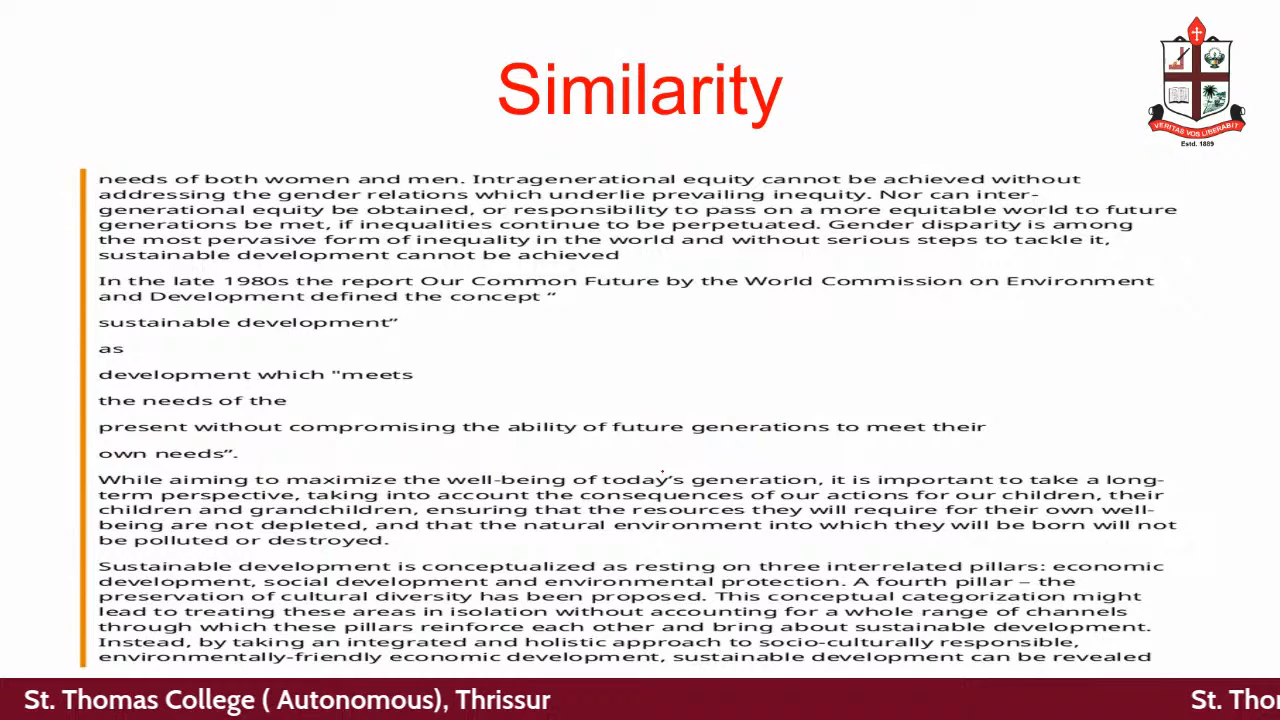 Similarity
VERITAS VOS LIBERABIT
Estd. 1889
needs of both women and men. Intragenerational equity cannot be achieved without
addressing the gender relations which underlie prevailing inequity. Nor can inter-
generational equity be obtained, or responsibility to pass on a more equitable world to future
generations be met, if inequalities continue to be perpetuated. Gender disparity is among
the most pervasive form of inequality in the world and without serious steps to tackle it,
sustainable development cannot be achieved
In the late 1980s the report Our Common Future by the World Commission on Environment
and Development defined the concept “
sustainable development”
as
development which "meets
the needs of the
present without compromising the ability of future generations to meet their
own needs”.
While aiming to maximize the well-being of today’s generation, it is important to take a long-
term perspective, taking into account the consequences of our actions for our children, their
children and grandchildren, ensuring that the resources they will require for their own well-
being are not depleted, and that the natural environment into which they will be born will not
be polluted or destroyed.
Sustainable development is conceptualized as resting on three interrelated pillars: economic
development, social development and environmental protection. A fourth pillar – the
preservation of cultural diversity has been proposed. This conceptual categorization might
lead to treating these areas in isolation without accounting for a whole range of channels
through which these pillars reinforce each other and bring about sustainable development.
Instead, by taking an integrated and holistic approach to socio-culturally responsible,
environmentally-friendly economic development, sustainable development can be revealed
St. Thomas College ( Autonomous), Thrissur
St. Thor